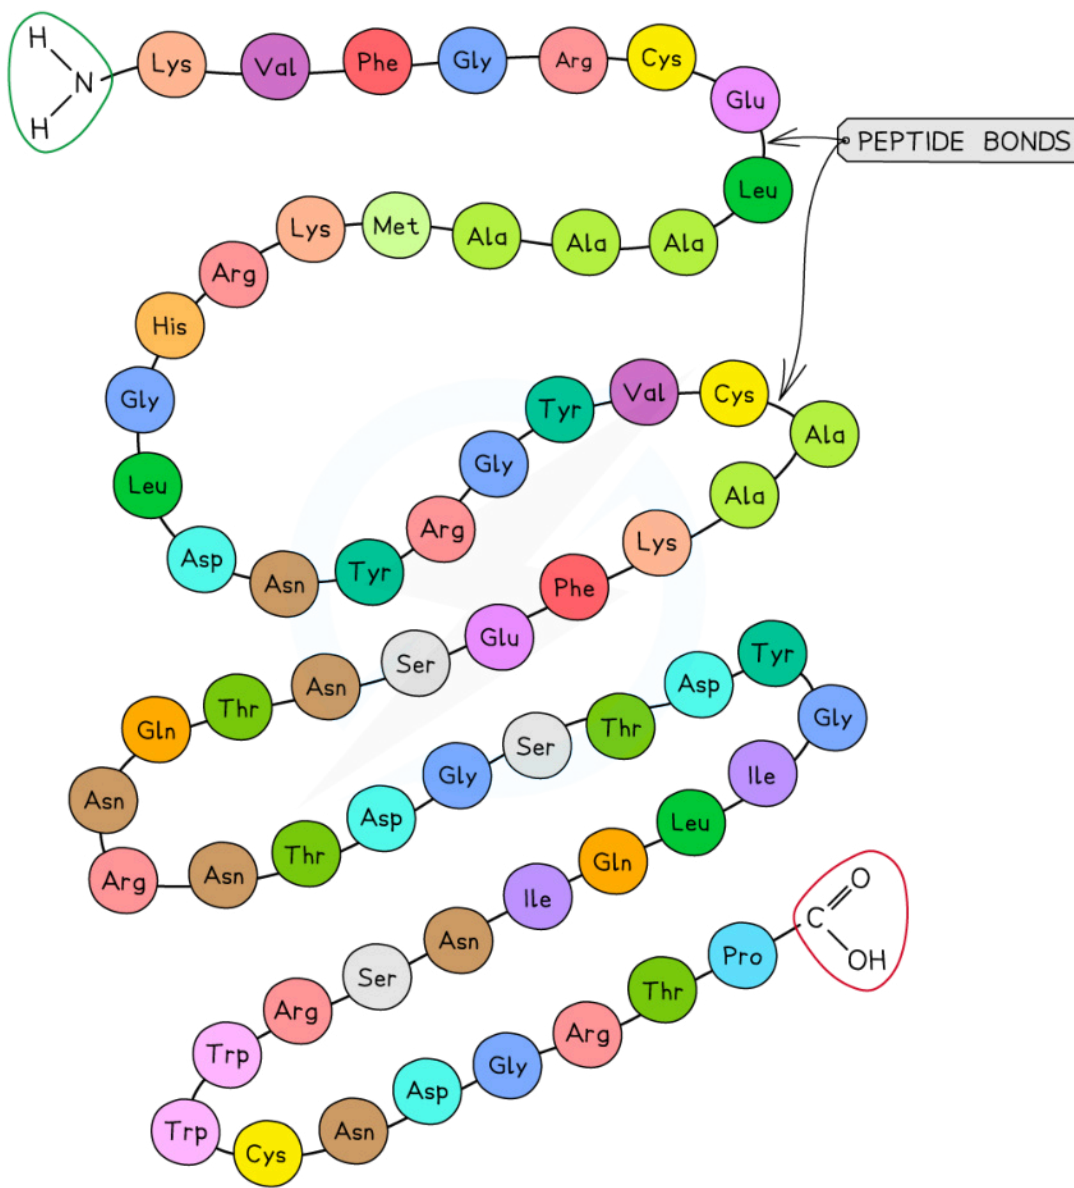 H
N
H
Lys Val Phe Gly Arg Cys Glu
PEPTIDE BONDS
Leu
Ala Ala Ala Met Lys Arg His Gly Leu Asp Asn Tyr Arg Gly Tyr Val Cys Ala
Ala Lys Phe Glu Ser Asn Thr Gln Asn Arg Asn Thr Asp Gly Ser Thr Asp Tyr Gly
Ile Leu Gln Ile Asn Ser Arg Trp Trp Cys Asn Asp Gly Arg Thr Pro
C
O
OH